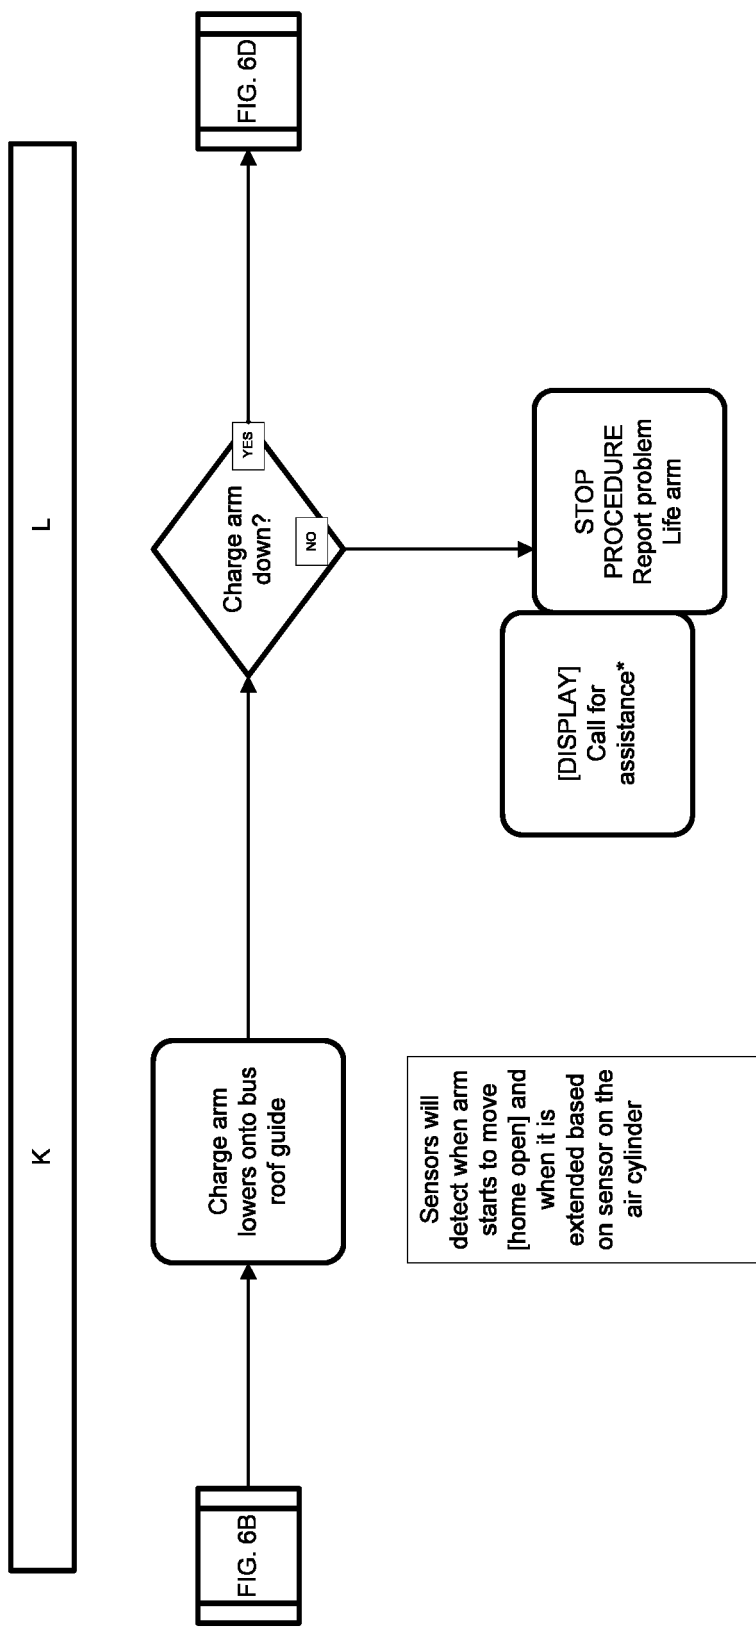 K
L
FIG. 6B
Charge arm
lowers onto bus
roof guide
Charge arm
down?
YES
NO
FIG. 6D
Sensors will
detect when arm
starts to move
[home open] and
when it is
extended based
on sensor on the
air cylinder
[DISPLAY]
Call for
assistance*
STOP
PROCEDURE
Report problem
Life arm